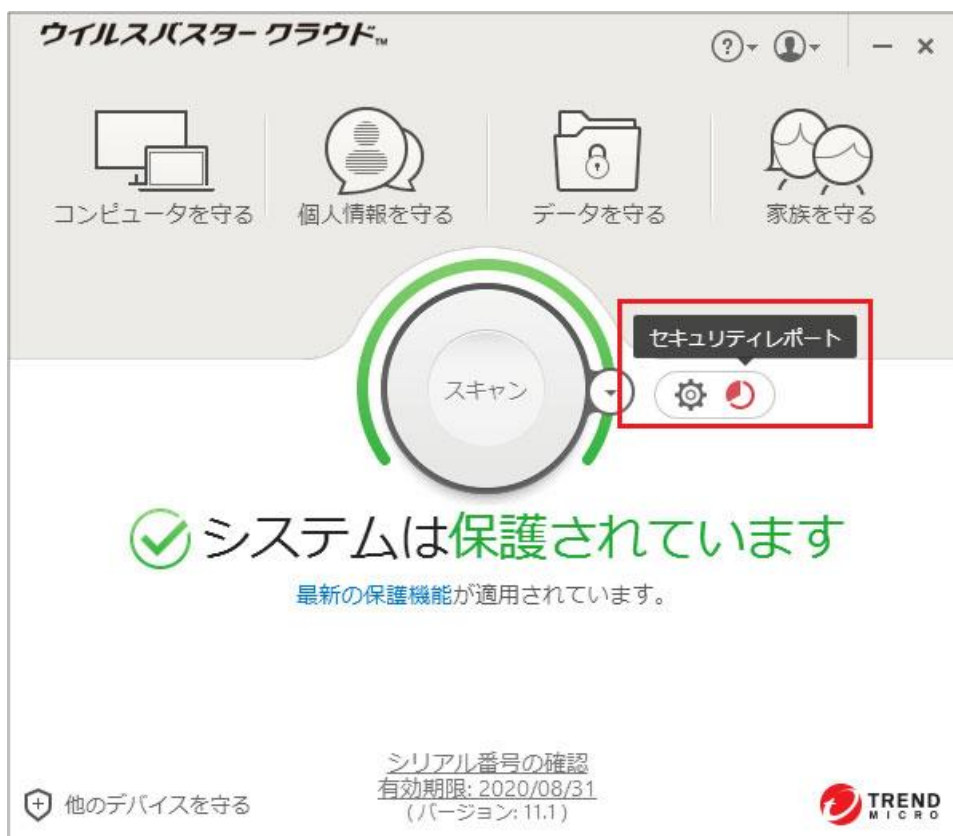 ウイルスバスター クラウド™
コンピュータを守る
個人情報を守る
データを守る
家族を守る
セキュリティレポート
スキャン
システムは保護されています
最新の保護機能が適用されています。
シリアル番号の確認
有効期限: 2020/08/31
(バージョン: 11.1)
他のデバイスを守る
TREND
MICRO